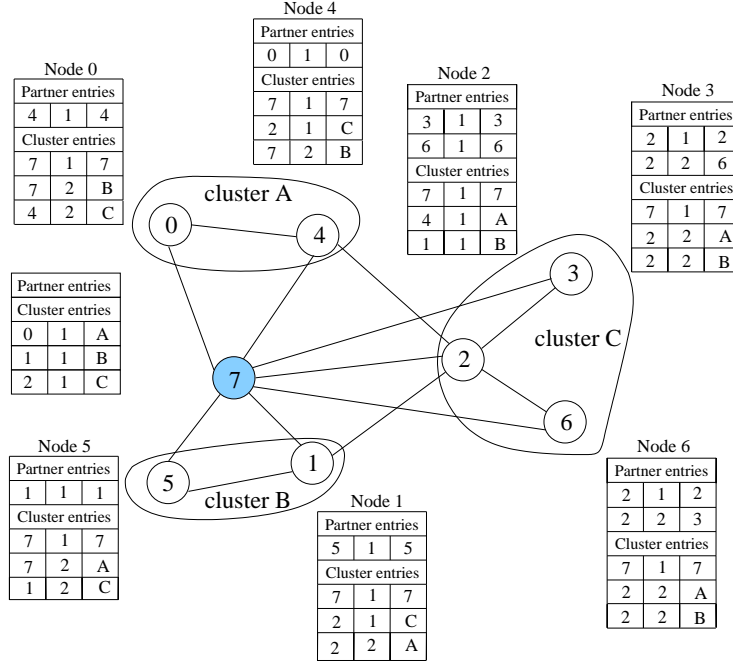 Node 4
Partner entries
0 1 0
Cluster entries
7 1 7
2 1 C
7 2 B
Node 0
Partner entries
4 1 4
Cluster entries
7 1 7
7 2 B
4 2 C
Node 2
Partner entries
3 1 3
6 1 6
Cluster entries
7 1 7
4 1 A
1 1 B
Node 3
Partner entries
2 1 2
2 2 6
Cluster entries
7 1 7
2 2 A
2 2 B
cluster A
0
4
3
cluster C
2
7
6
1
5
cluster B
Partner entries
Cluster entries
0 1 A
1 1 B
2 1 C
Node 5
Partner entries
1 1 1
Cluster entries
7 1 7
7 2 A
1 2 C
Node 1
Partner entries
5 1 5
Cluster entries
7 1 7
2 1 C
2 2 A
Node 6
Partner entries
2 1 2
2 2 3
Cluster entries
7 1 7
2 2 A
2 2 B